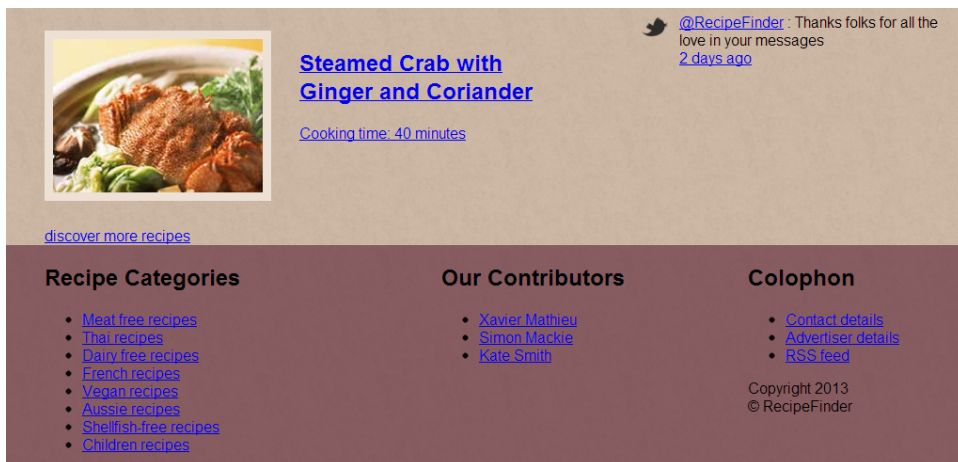 Steamed Crab with
Ginger and Coriander
Cooking time: 40 minutes
discover more recipes
@RecipeFinder : Thanks folks for all the
love in your messages
2 days ago
Recipe Categories
Meat free recipes
Thai recipes
Dairy free recipes
French recipes
Vegan recipes
Aussie recipes
Shellfish-free recipes
Children recipes
Our Contributors
Xavier Mathieu
Simon Mackie
Kate Smith
Colophon
Contact details
Advertiser details
RSS feed
Copyright 2013
© RecipeFinder